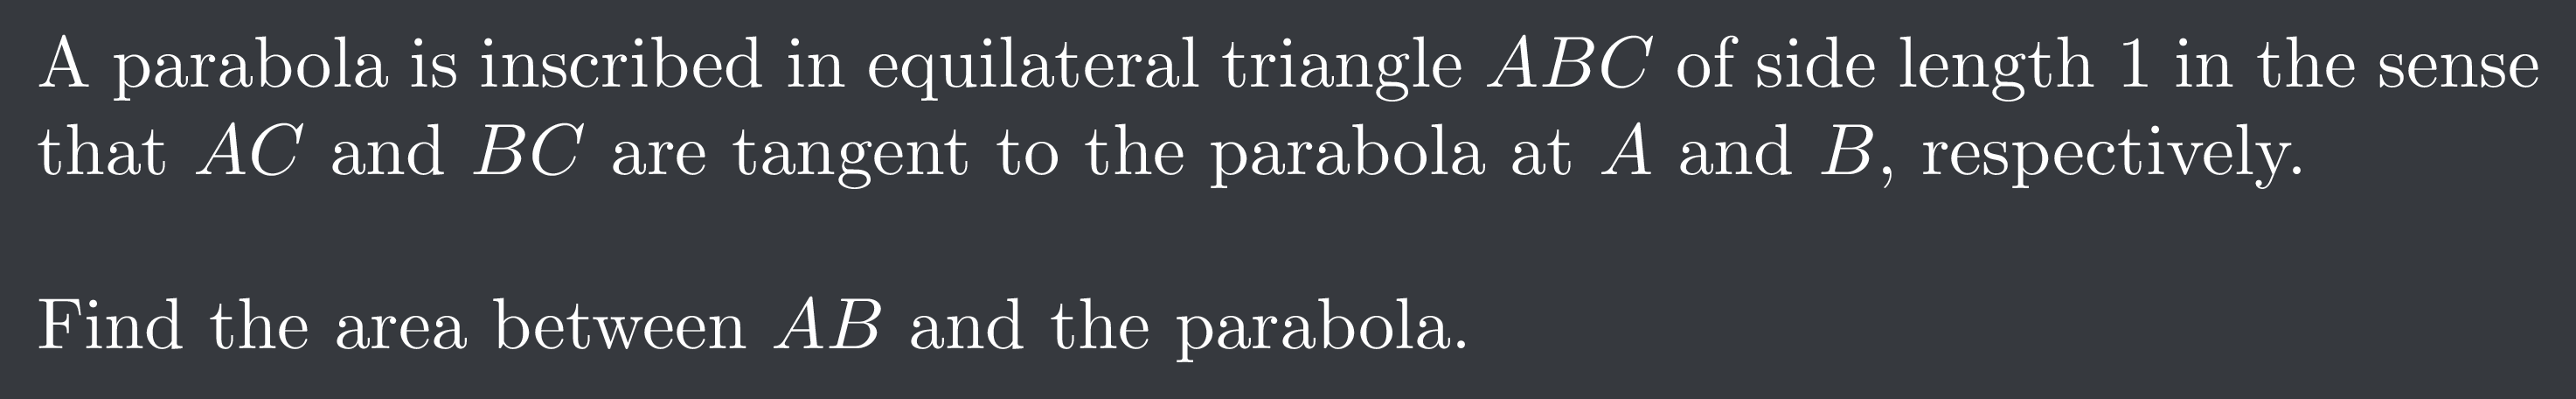 A parabola is inscribed in equilateral triangle ABC of side length 1 in the sense
that AC and BC are tangent to the parabola at A and B, respectively.
Find the area between AB and the parabola.